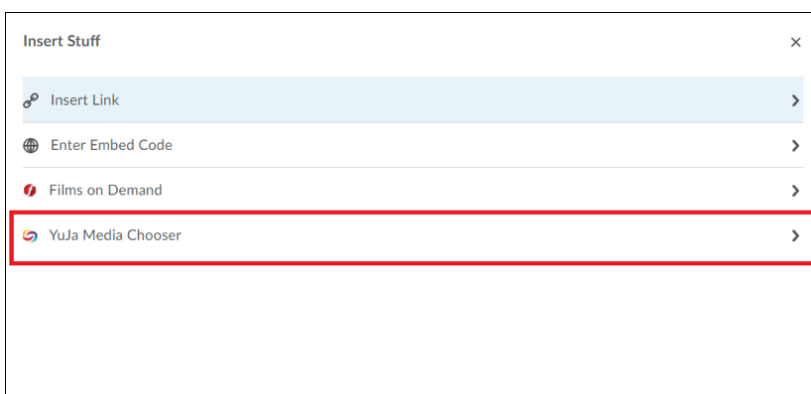 Insert Stuff
Insert Link
Enter Embed Code
Films on Demand
YuJa Media Chooser